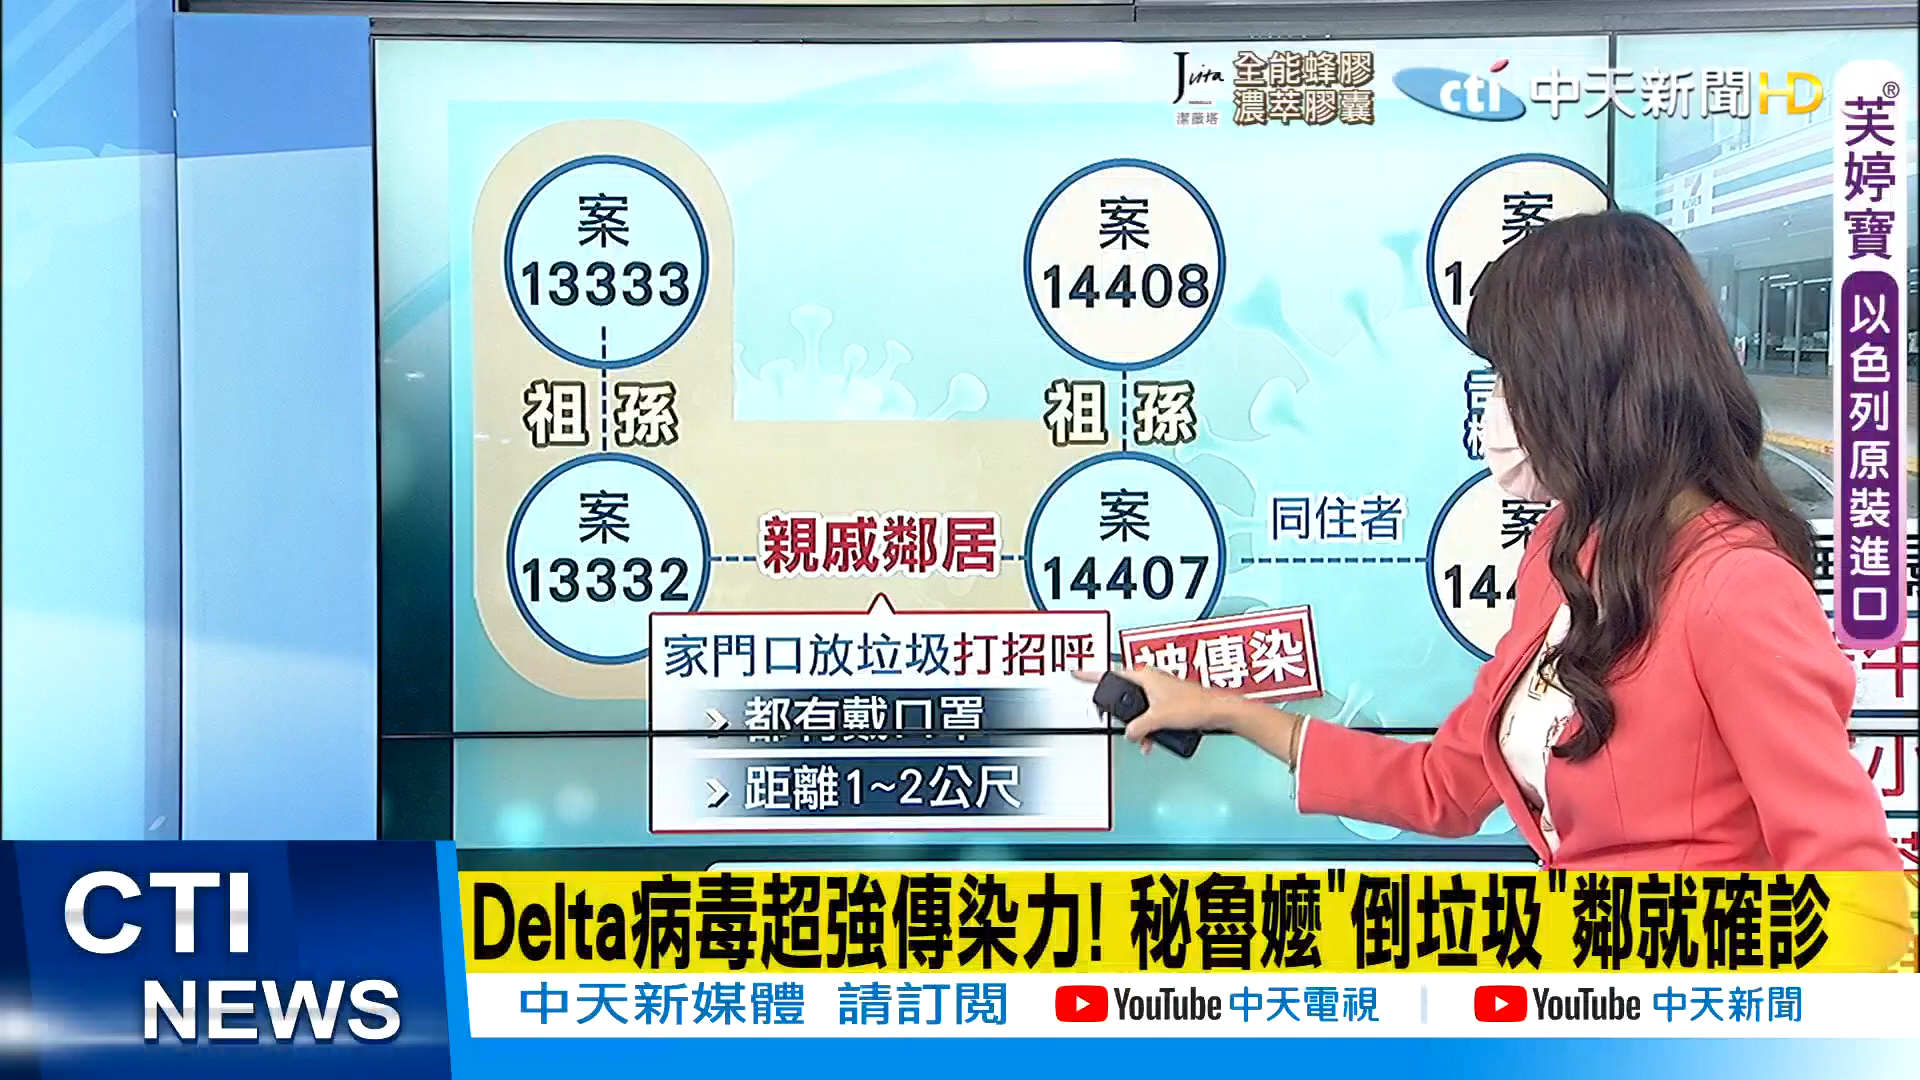 Jvita
潔薇塔
全能蜂膠
濃萃膠囊
cti 中天新聞HD
芙婷寶®
以色列原裝進口
案
13333
案
14408
案
祖孫
祖孫
案
13332
親戚鄰居
案
14407
同住者
案
家門口放垃圾打招呼
被傳染
都有戴口罩
距離1~2公尺
Delta病毒超強傳染力! 秘魯嬤"倒垃圾"鄰就確診
CTI
NEWS
中天新媒體 請訂閱 YouTube 中天電視 | YouTube 中天新聞